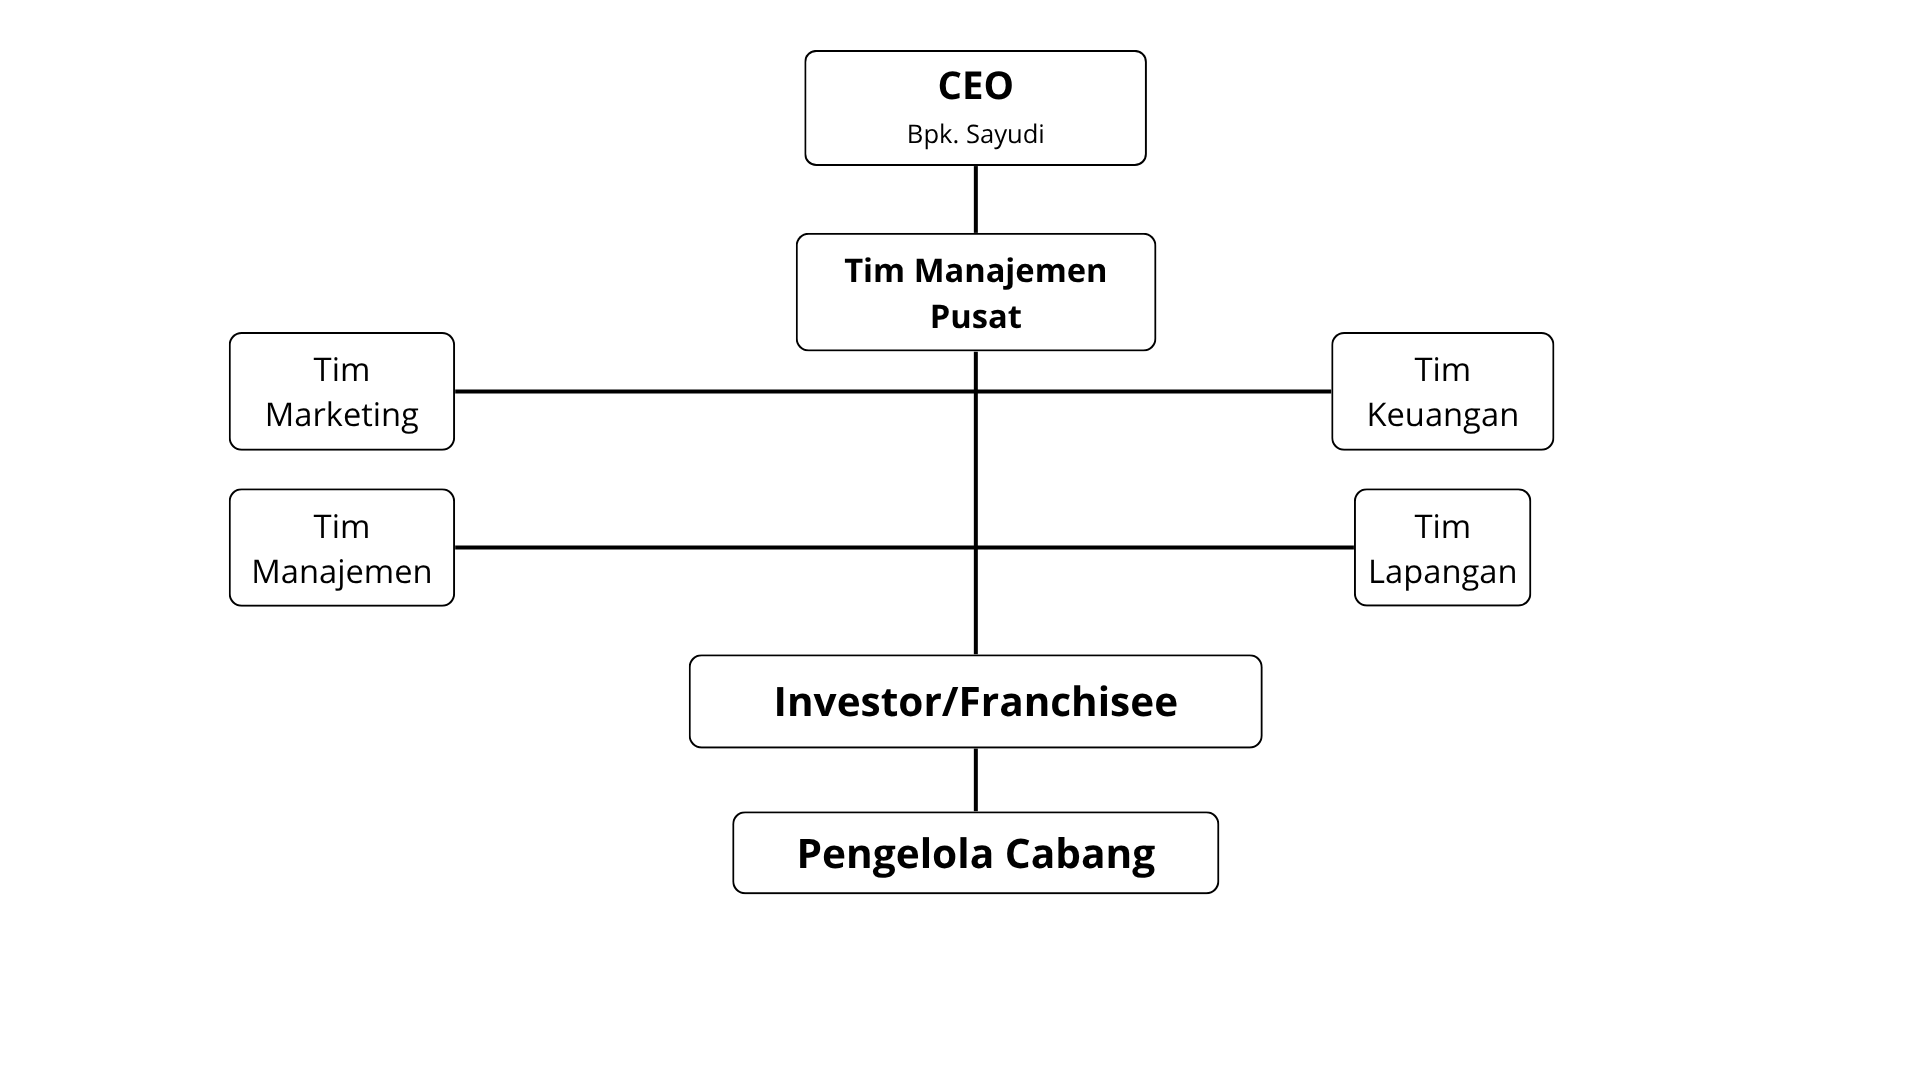 CEO
Bpk. Sayudi
Tim Manajemen
Pusat
Tim
Marketing
Tim
Keuangan
Tim
Manajemen
Tim
Lapangan
Investor/Franchisee
Pengelola Cabang